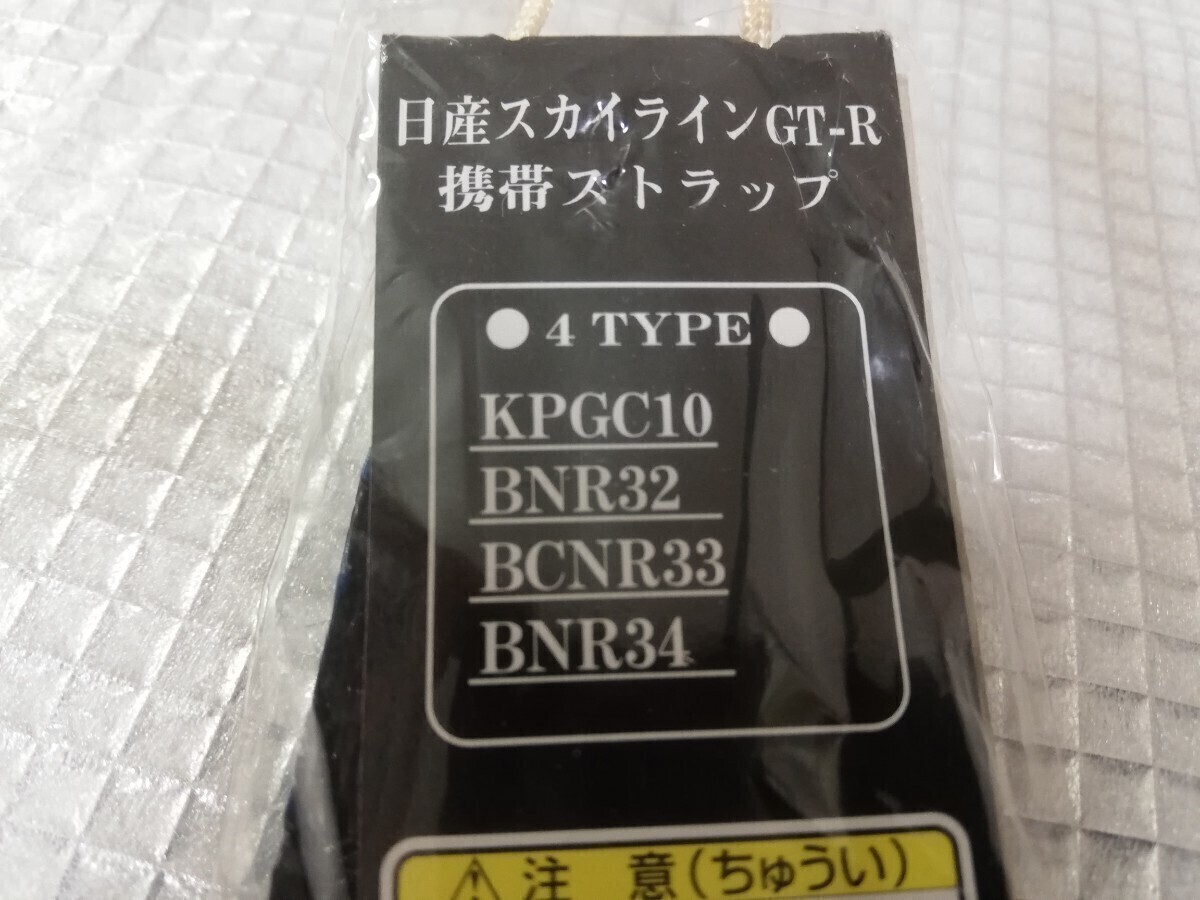 日産スカイラインGT-R
携帯ストラップ
● 4 TYPE ●
KPGC10
BNR32
BCNR33
BNR34
⚠注 意(ちゅうい)